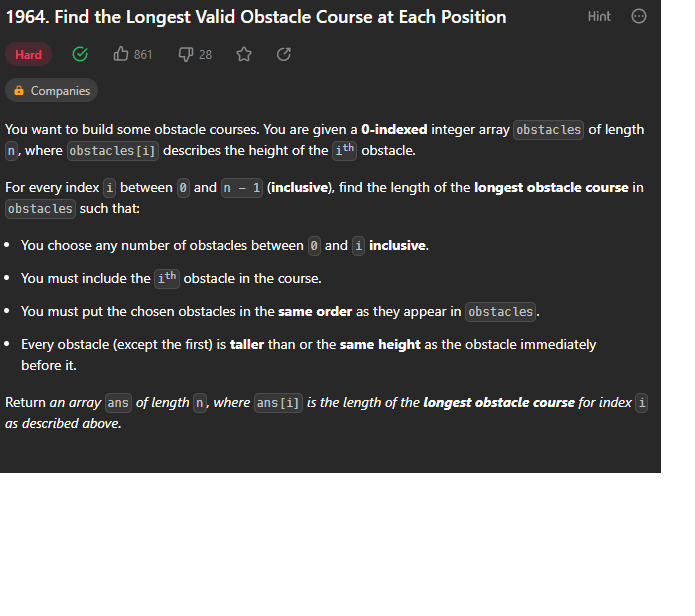 1964. Find the Longest Valid Obstacle Course at Each Position
Hint
Hard 861 28
Companies
You want to build some obstacle courses. You are given a 0-indexed integer array obstacles of length
n, where obstacles[i] describes the height of the ith obstacle.
For every index i between 0 and n - 1 (inclusive), find the length of the longest obstacle course in
obstacles such that:
• You choose any number of obstacles between 0 and i inclusive.
• You must include the ith obstacle in the course.
• You must put the chosen obstacles in the same order as they appear in obstacles.
• Every obstacle (except the first) is taller than or the same height as the obstacle immediately
before it.
Return an array ans of length n, where ans[i] is the length of the longest obstacle course for index i
as described above.